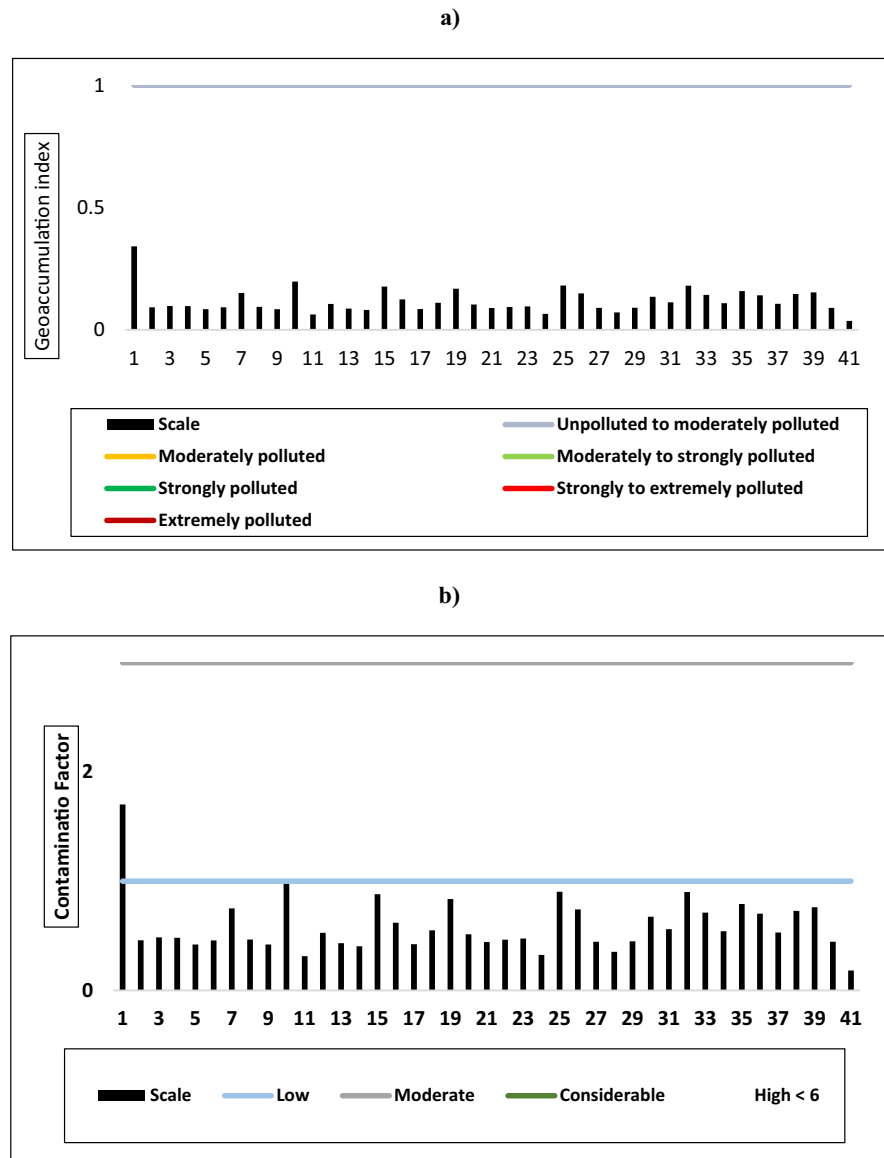 a)
Geoaccumulation index
1
0.5
0
1 3 5 7 9 11 13 15 17 19 21 23 25 27 29 31 33 35 37 39 41
Scale Unpolluted to moderately polluted
Moderately polluted Moderately to strongly polluted
Strongly polluted Strongly to extremely polluted
Extremely polluted
b)
Contaminatio Factor
2
0
1 3 5 7 9 11 13 15 17 19 21 23 25 27 29 31 33 35 37 39 41
Scale Low Moderate Considerable High < 6